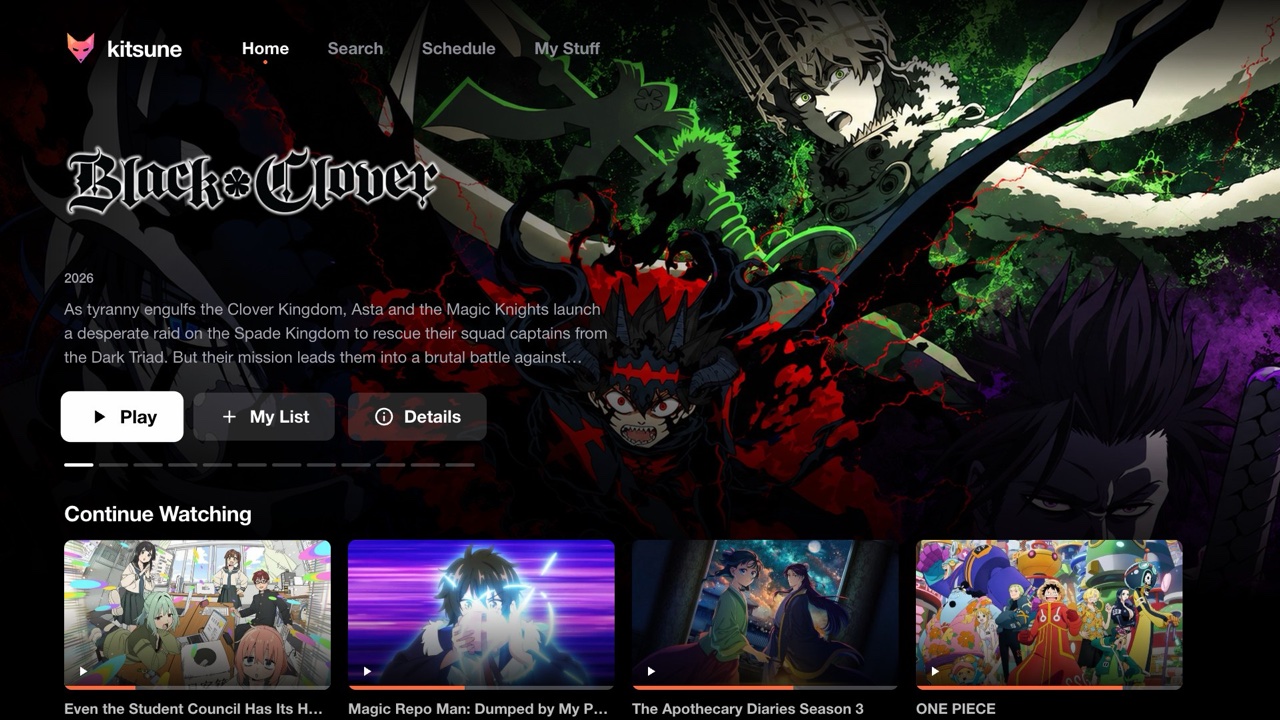 kitsune
Home
Search
Schedule
My Stuff
Black Clover
2026
As tyranny engulfs the Clover Kingdom, Asta and the Magic Knights launch
a desperate raid on the Spade Kingdom to rescue their squad captains from
the Dark Triad. But their mission leads them into a brutal battle against…
Play
My List
Details
Continue Watching
Even the Student Council Has Its H…
Magic Repo Man: Dumped by My P…
The Apothecary Diaries Season 3
ONE PIECE